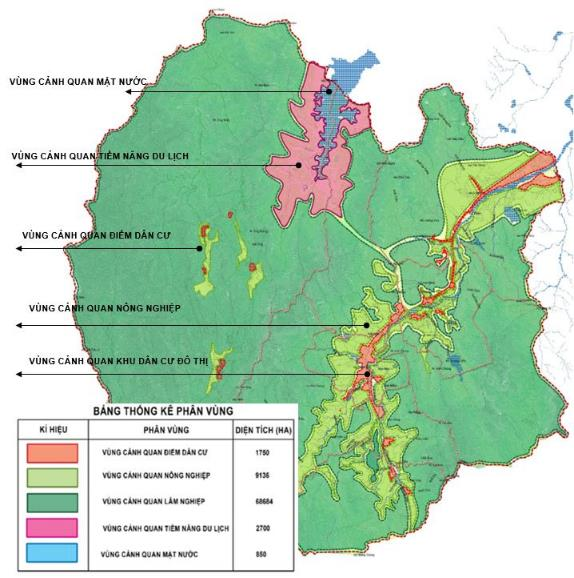 VÙNG CẢNH QUAN MẶT NƯỚC
VÙNG CẢNH QUAN TIỀM NĂNG DU LỊCH
VÙNG CẢNH QUAN ĐIỂM DÂN CƯ
VÙNG CẢNH QUAN NÔNG NGHIỆP
VÙNG CẢNH QUAN KHU DÂN CƯ ĐÔ THỊ
BẢNG THỐNG KÊ PHÂN VÙNG
KÍ HIỆU PHÂN VÙNG DIỆN TÍCH (HA)
VÙNG CẢNH QUAN ĐIỂM DÂN CƯ 1750
VÙNG CẢNH QUAN NÔNG NGHIỆP 9136
VÙNG CẢNH QUAN LÂM NGHIỆP 68684
VÙNG CẢNH QUAN TIỀM NĂNG DU LỊCH 2700
VÙNG CẢNH QUAN MẶT NƯỚC 850